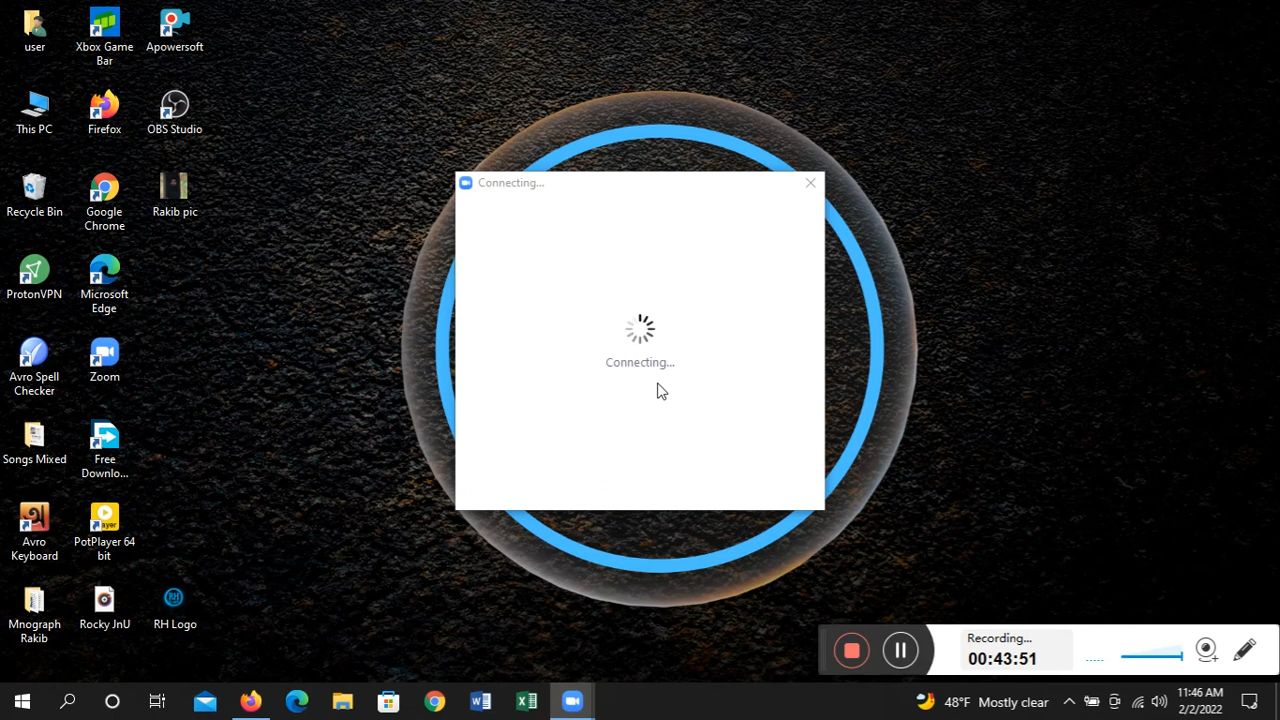 user
Xbox Game
Bar
Apowersoft
This PC
Firefox
OBS Studio
Recycle Bin
Google
Chrome
Rakib pic
ProtonVPN
Microsoft
Edge
Avro Spell
Checker
Zoom
Songs Mixed
Free
Downlo...
Avro
Keyboard
PotPlayer 64
bit
Mnograph
Rakib
Rocky JnU
RH Logo
Connecting...
Connecting...
Recording...
00:43:51
48°F Mostly clear
11:46 AM
2/2/2022